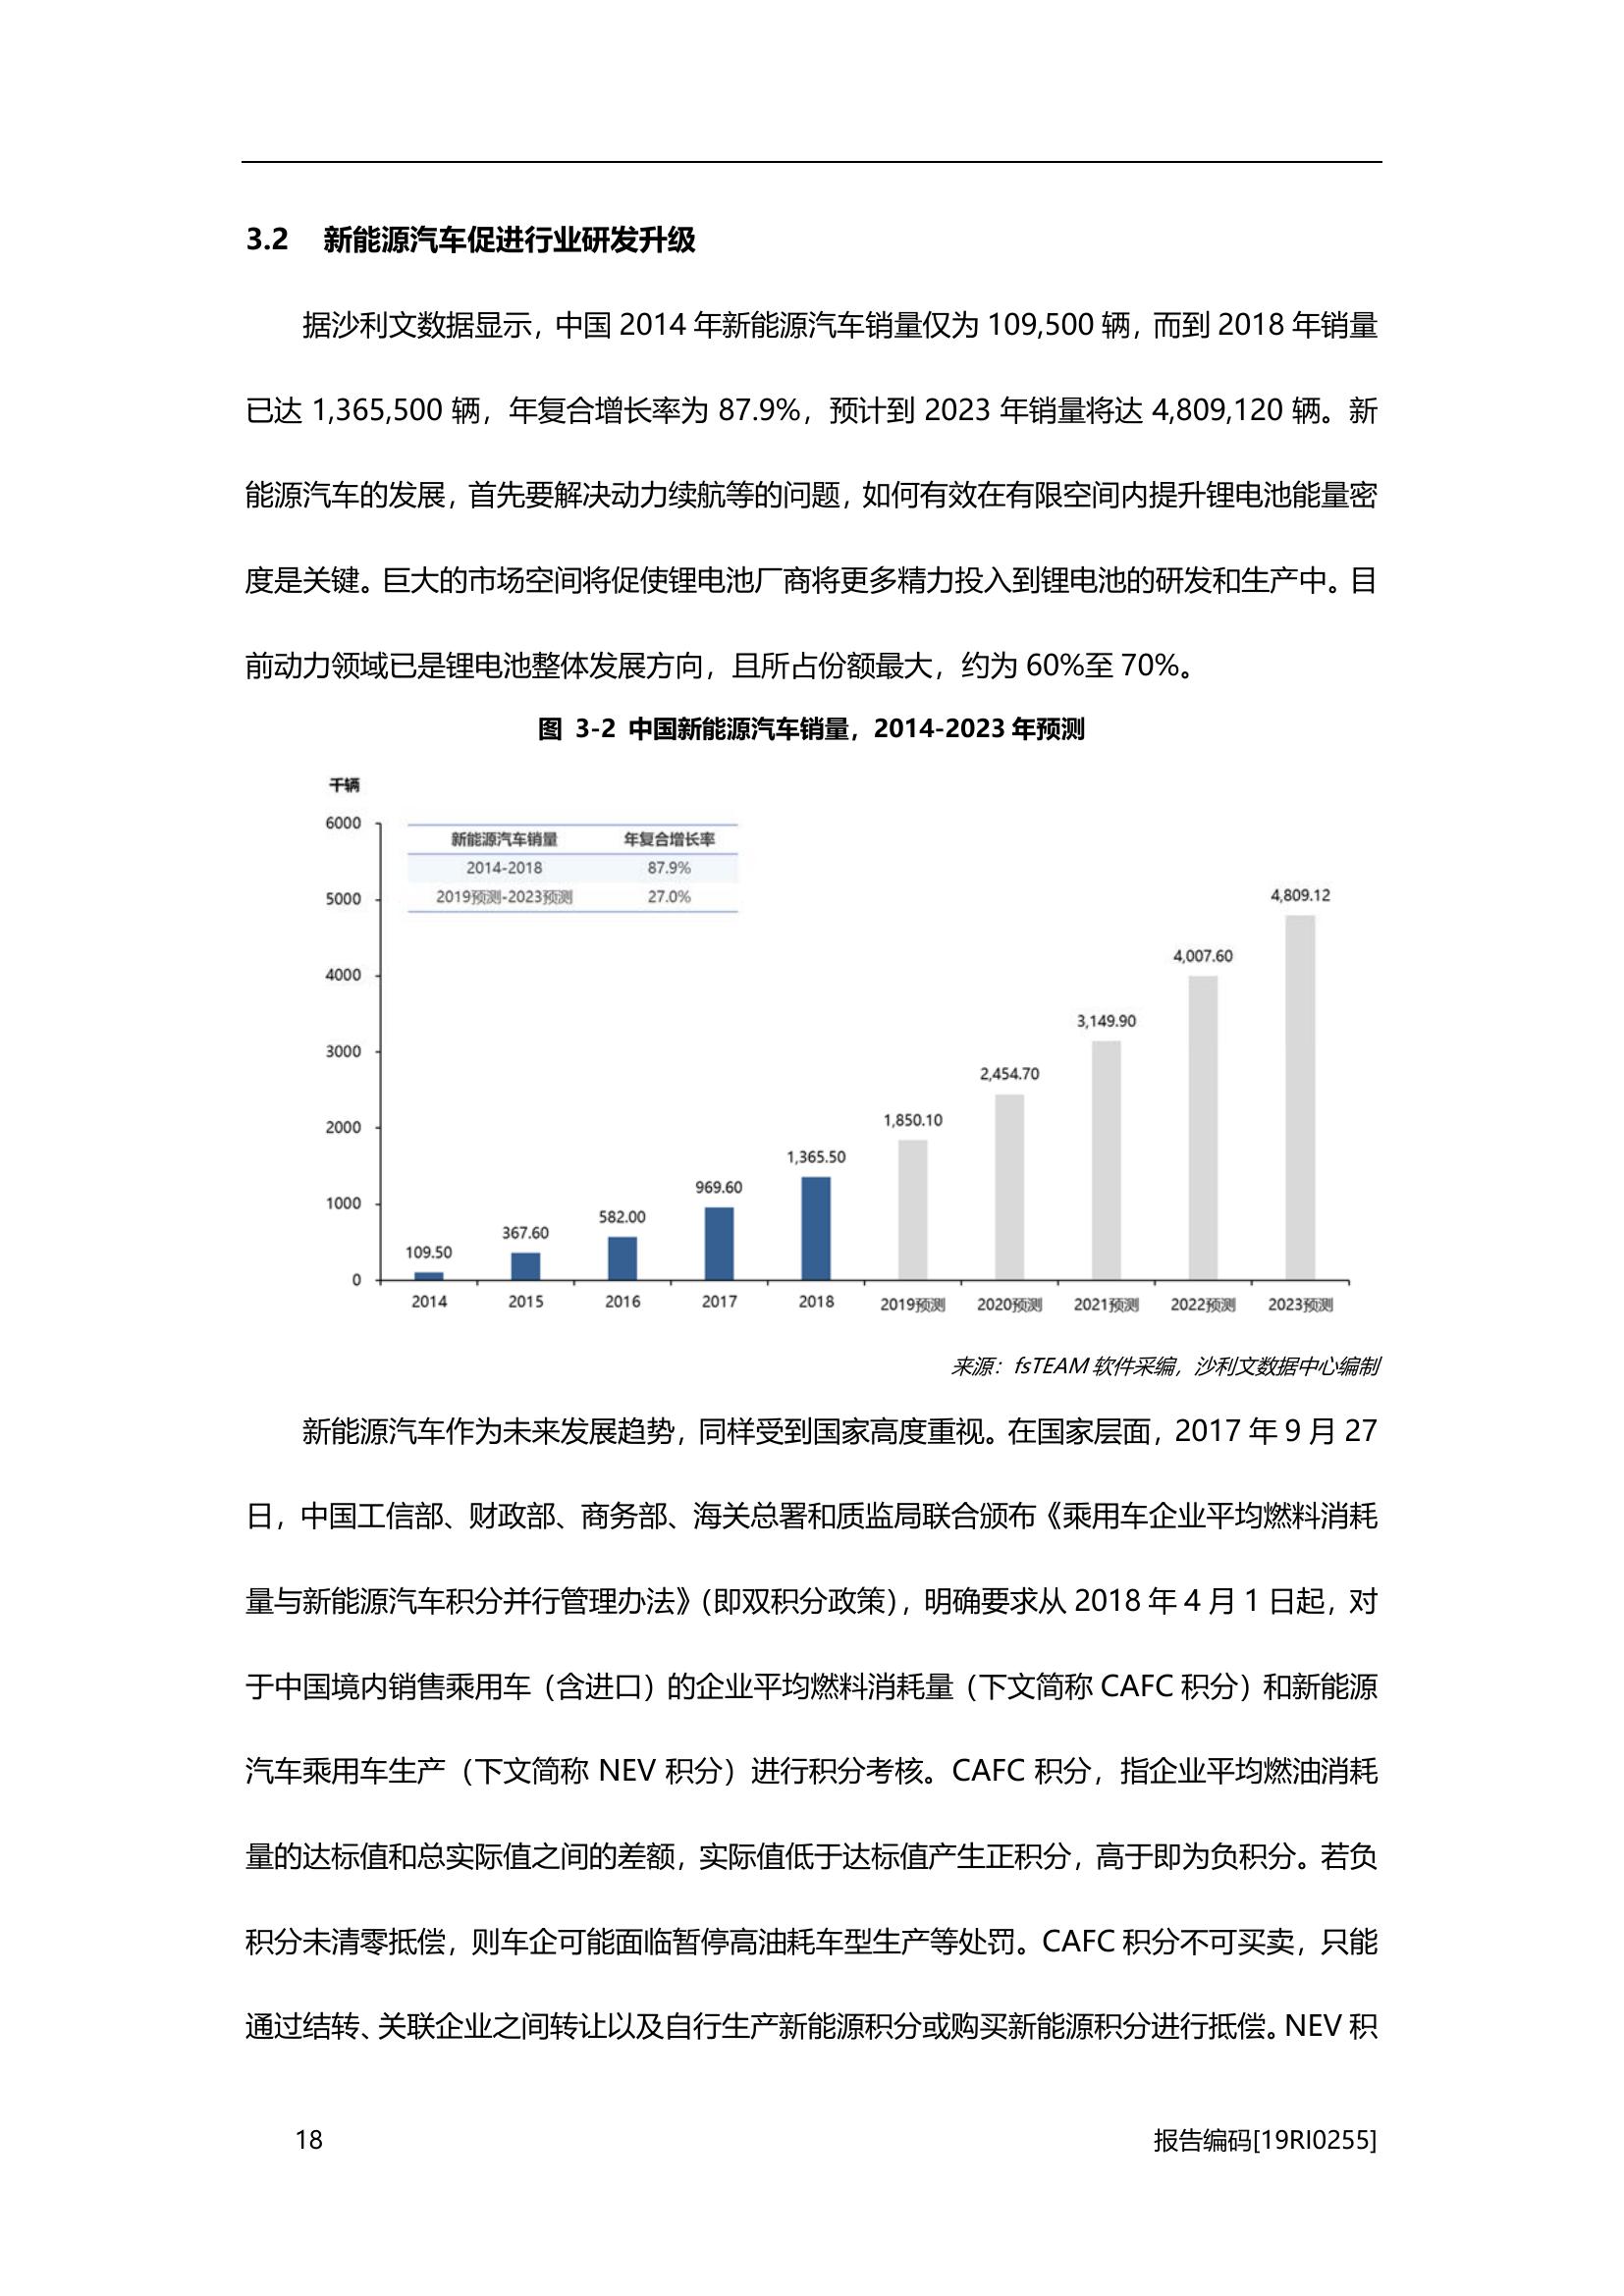 3.2 新能源汽车促进行业研发升级
据沙利文数据显示，中国 2014 年新能源汽车销量仅为 109,500 辆，而到 2018 年销量
已达 1,365,500 辆，年复合增长率为 87.9%，预计到 2023 年销量将达 4,809,120 辆。新
能源汽车的发展，首先要解决动力续航等的问题，如何有效在有限空间内提升锂电池能量密
度是关键。巨大的市场空间将促使锂电池厂商将更多精力投入到锂电池的研发和生产中。目
前动力领域已是锂电池整体发展方向，且所占份额最大，约为 60%至 70%。
图 3-2 中国新能源汽车销量，2014-2023 年预测
千辆
6000
5000
4000
3000
2000
1000
0
新能源汽车销量 年复合增长率
2014-2018 87.9%
2019预测-2023预测 27.0%
109.50
367.60
582.00
969.60
1,365.50
1,850.10
2,454.70
3,149.90
4,007.60
4,809.12
2014 2015 2016 2017 2018 2019预测 2020预测 2021预测 2022预测 2023预测
来源：fsTEAM 软件采编，沙利文数据中心编制
新能源汽车作为未来发展趋势，同样受到国家高度重视。在国家层面，2017 年 9 月 27
日，中国工信部、财政部、商务部、海关总署和质监局联合颁布《乘用车企业平均燃料消耗
量与新能源汽车积分并行管理办法》（即双积分政策），明确要求从 2018 年 4 月 1 日起，对
于中国境内销售乘用车（含进口）的企业平均燃料消耗量（下文简称 CAFC 积分）和新能源
汽车乘用车生产（下文简称 NEV 积分）进行积分考核。CAFC 积分，指企业平均燃油消耗
量的达标值和总实际值之间的差额，实际值低于达标值产生正积分，高于即为负积分。若负
积分未清零抵偿，则车企可能面临暂停高油耗车型生产等处罚。CAFC 积分不可买卖，只能
通过结转、关联企业之间转让以及自行生产新能源积分或购买新能源积分进行抵偿。NEV 积
18 报告编码[19RI0255]